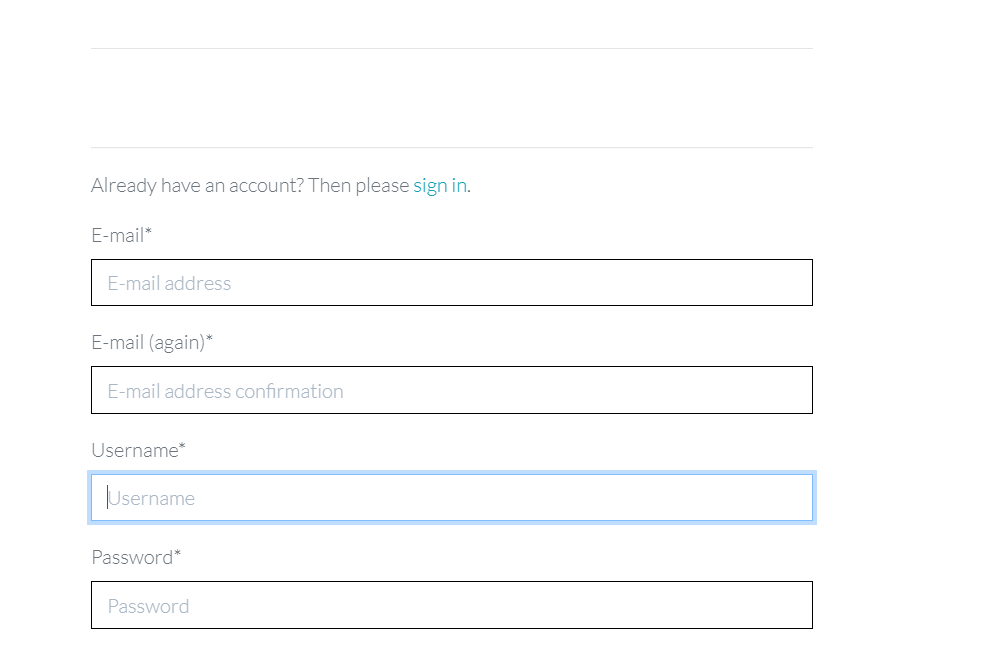 Already have an account? Then please sign in.
E-mail*
E-mail address
E-mail (again)*
E-mail address confirmation
Username*
Username
Password*
Password